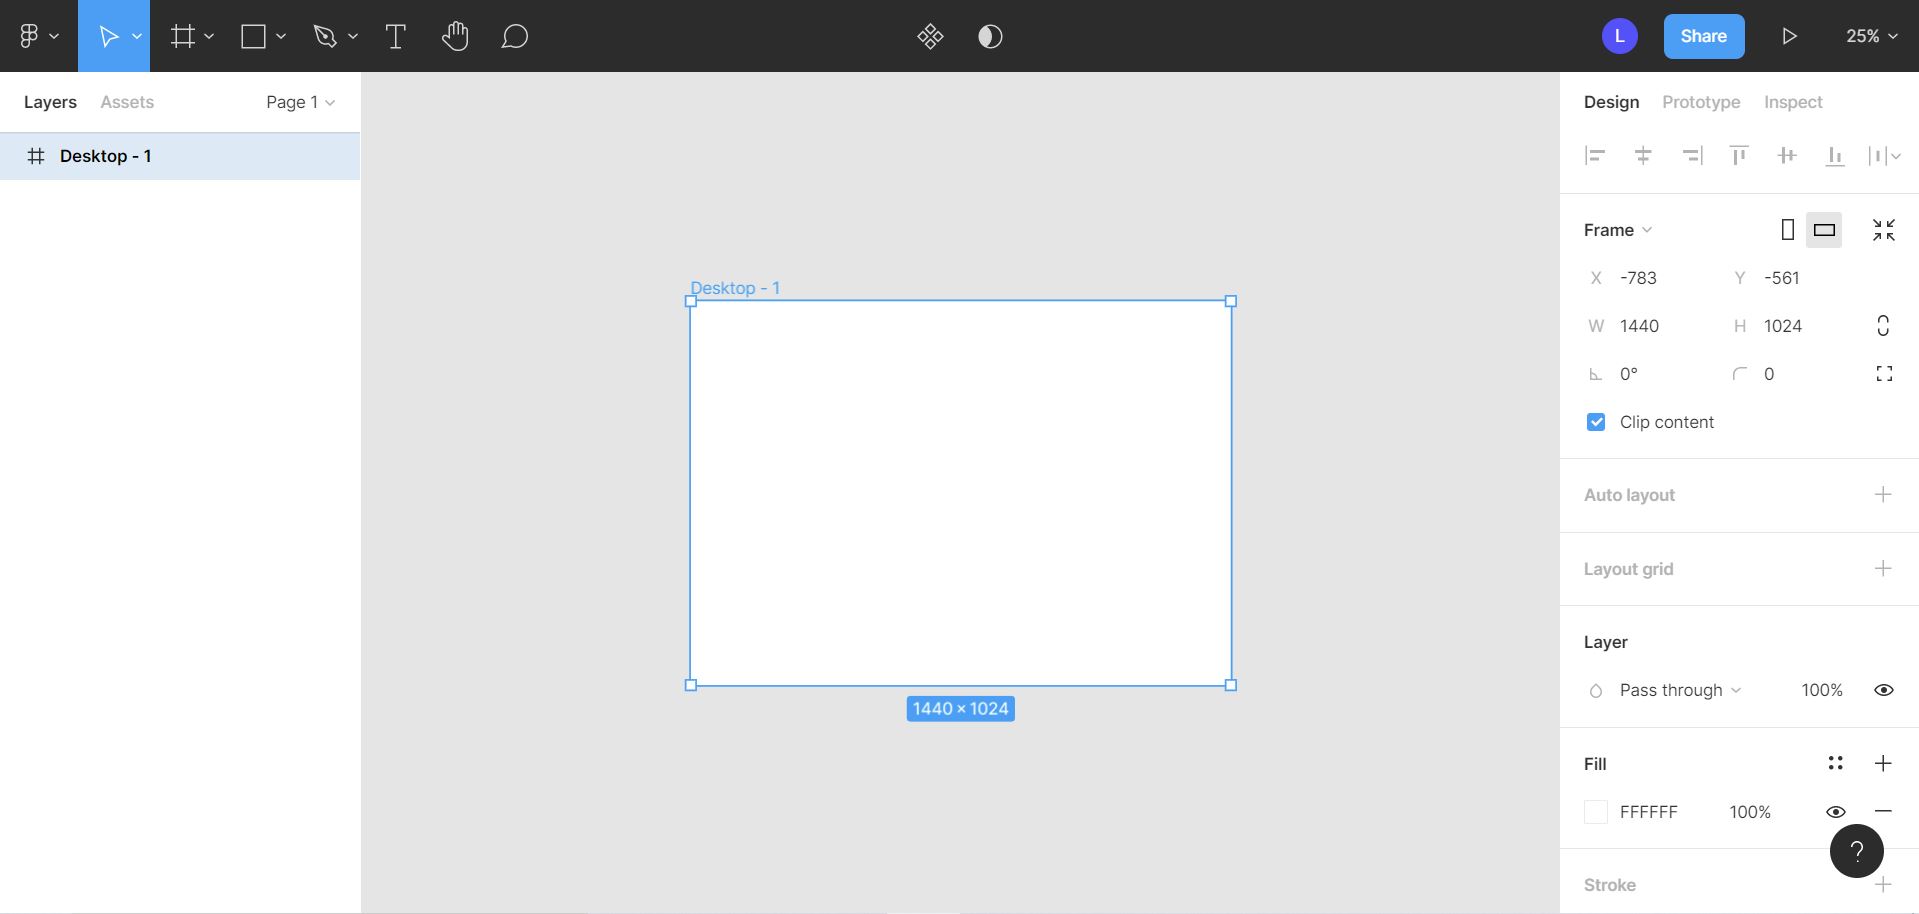 L
Share
25%
Layers
Assets
Page 1
Design
Prototype
Inspect
Desktop - 1
Frame
X -783
Y -561
Desktop - 1
W 1440
H 1024
0°
0
Clip content
Auto layout
Layout grid
Layer
Pass through
100%
1440 × 1024
Fill
FFFFFF
100%
?
Stroke